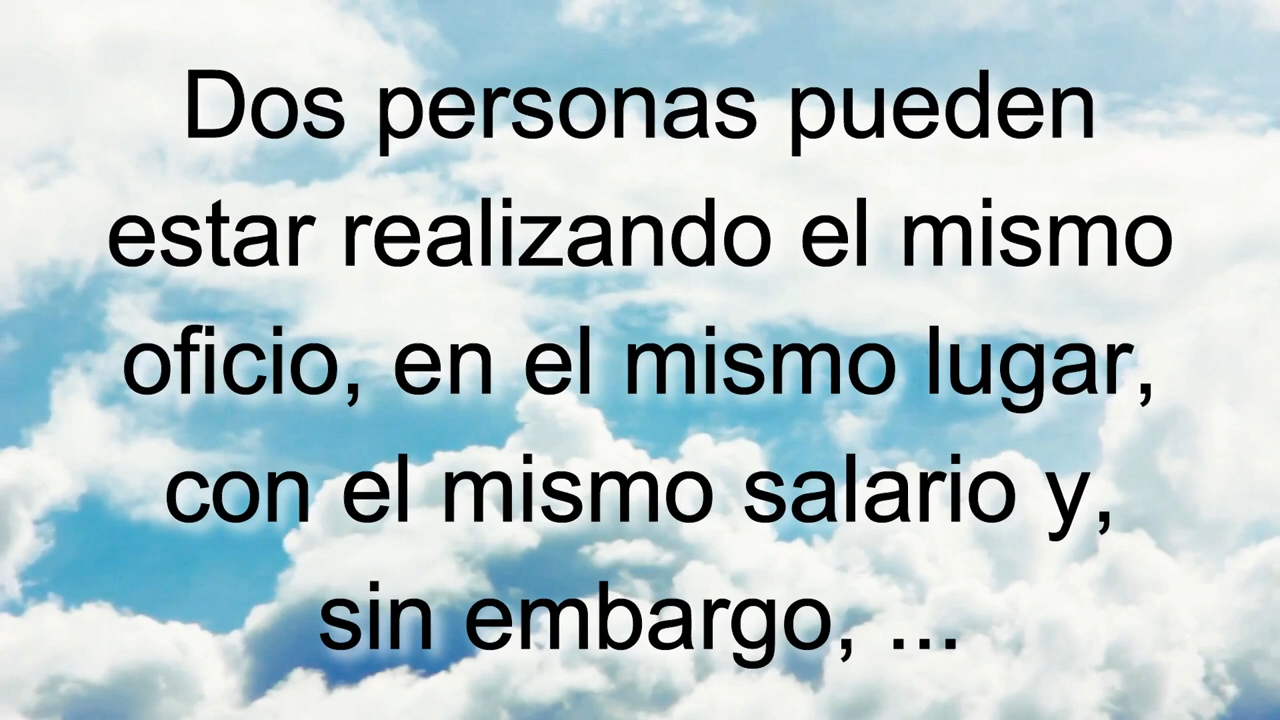 Dos personas pueden
estar realizando el mismo
oficio, en el mismo lugar,
con el mismo salario y,
sin embargo, ...